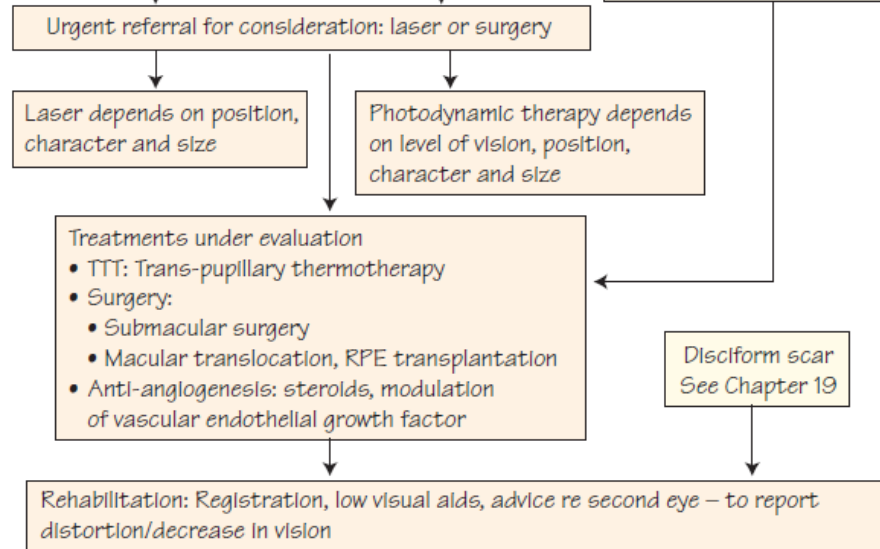 Urgent referral for consideration: laser or surgery
Laser depends on position,
character and size
Photodynamic therapy depends
on level of vision, position,
character and size
Treatments under evaluation
• TTT: Trans-pupillary thermotherapy
• Surgery:
• Submacular surgery
• Macular translocation, RPE transplantation
• Anti-angiogenesis: steroids, modulation
of vascular endothelial growth factor
Disciform scar
See Chapter 19
Rehabilitation: Registration, low visual aids, advice re second eye – to report
distortion/decrease in vision